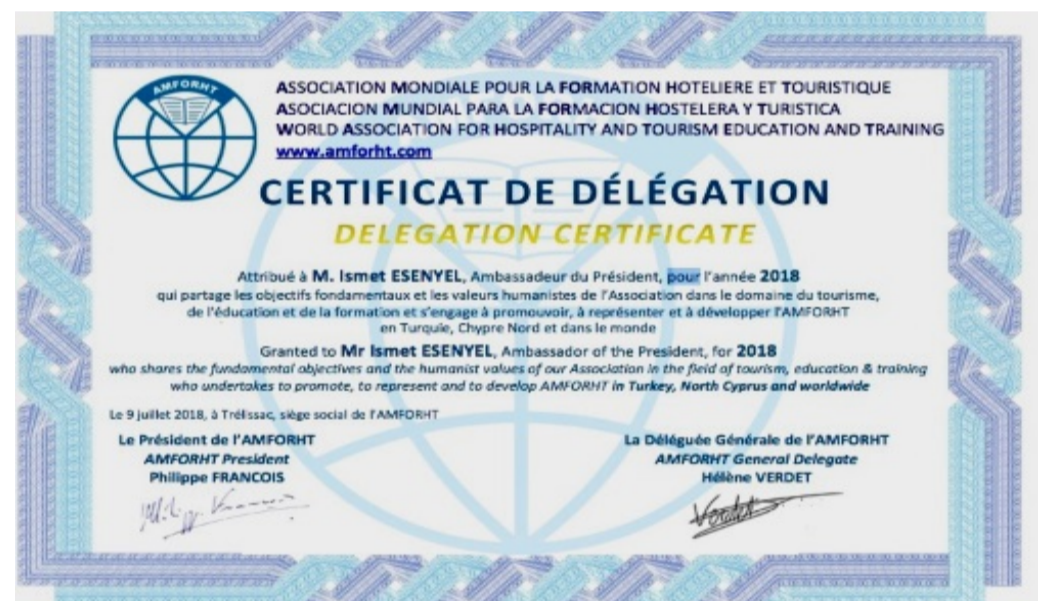 AMFORHT
ASSOCIATION MONDIALE POUR LA FORMATION HOTELIERE ET TOURISTIQUE
ASOCIACION MUNDIAL PARA LA FORMACION HOSTELERA Y TURISTICA
WORLD ASSOCIATION FOR HOSPITALITY AND TOURISM EDUCATION AND TRAINING
www.amforht.com
CERTIFICAT DE DÉLÉGATION
DELEGATION CERTIFICATE
Attribué à M. Ismet ESENYEL, Ambassadeur du Président, pour l'année 2018
qui partage les objectifs fondamentaux et les valeurs humanistes de l'Association dans le domaine du tourisme,
de l'éducation et de la formation et s'engage à promouvoir, à représenter et à développer l'AMFORHT
en Turquie, Chypre Nord et dans le monde
Granted to Mr Ismet ESENYEL, Ambassador of the President, for 2018
who shares the fundamental objectives and the humanist values of our Association in the field of tourism, education & training
who undertakes to promote, to represent and to develop AMFORHT in Turkey, North Cyprus and worldwide
Le 9 juillet 2018, à Trélissac, siège social de l'AMFORHT
Le Président de l'AMFORHT
AMFORHT President
Philippe FRANCOIS
La Déléguée Générale de l'AMFORHT
AMFORHT General Delegate
Hélène VERDET
Verdet